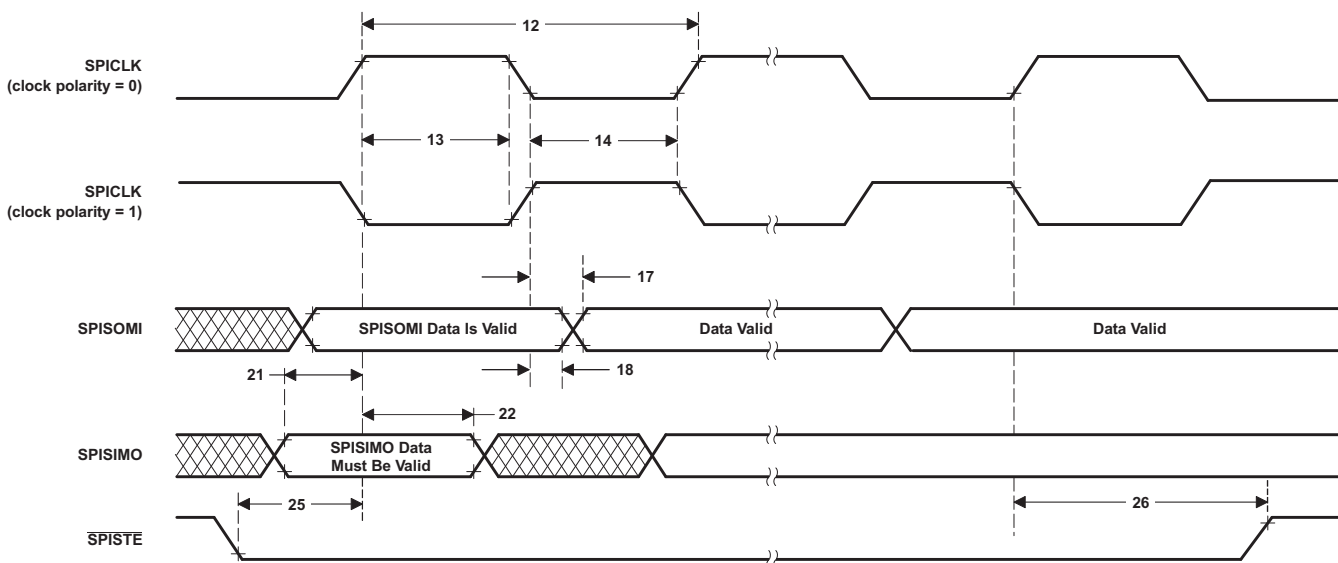 12
SPICLK
(clock polarity = 0)
13
14
SPICLK
(clock polarity = 1)
17
SPISOMI
SPISOMI Data Is Valid
Data Valid
Data Valid
21
18
22
SPISIMO
SPISIMO Data
Must Be Valid
25
26
SPISTE